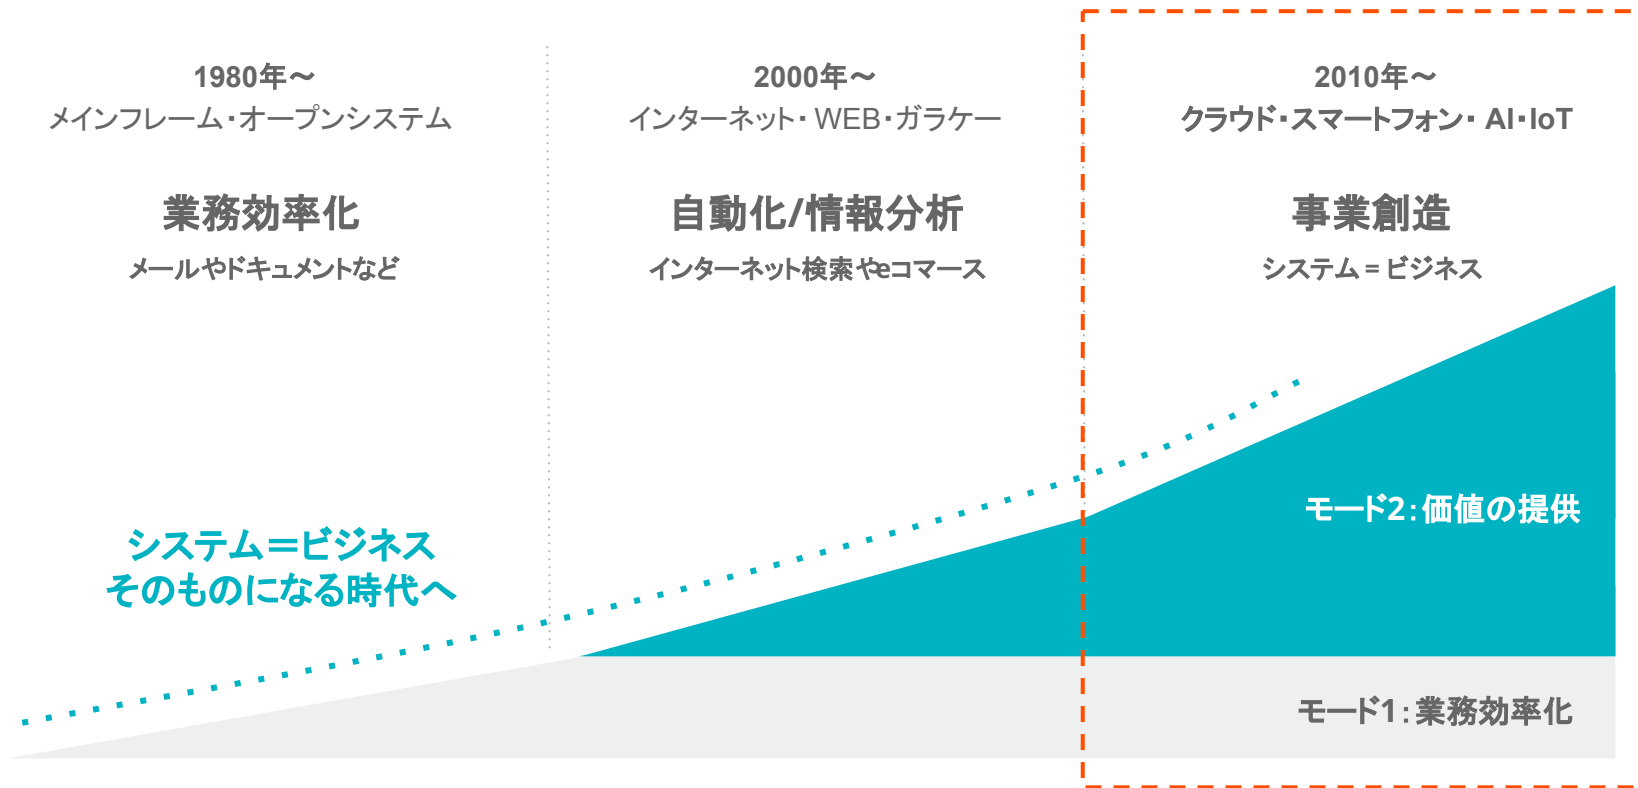 1980年〜
メインフレーム・オープンシステム
業務効率化
メールやドキュメントなど
2000年〜
インターネット・WEB・ガラケー
自動化/情報分析
インターネット検索やeコマース
2010年〜
クラウド・スマートフォン・AI・IoT
事業創造
システム=ビジネス
システム＝ビジネス
そのものになる時代へ
モード2：価値の提供
モード1：業務効率化